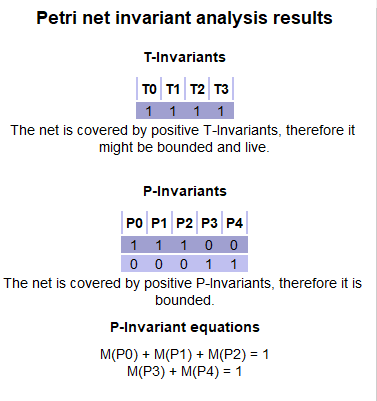 Petri net invariant analysis results
T-Invariants
T0 T1 T2 T3
1 1 1 1
The net is covered by positive T-Invariants, therefore it
might be bounded and live.
P-Invariants
P0 P1 P2 P3 P4
1 1 1 0 0
0 0 0 1 1
The net is covered by positive P-Invariants, therefore it is
bounded.
P-Invariant equations
M(P0) + M(P1) + M(P2) = 1
M(P3) + M(P4) = 1